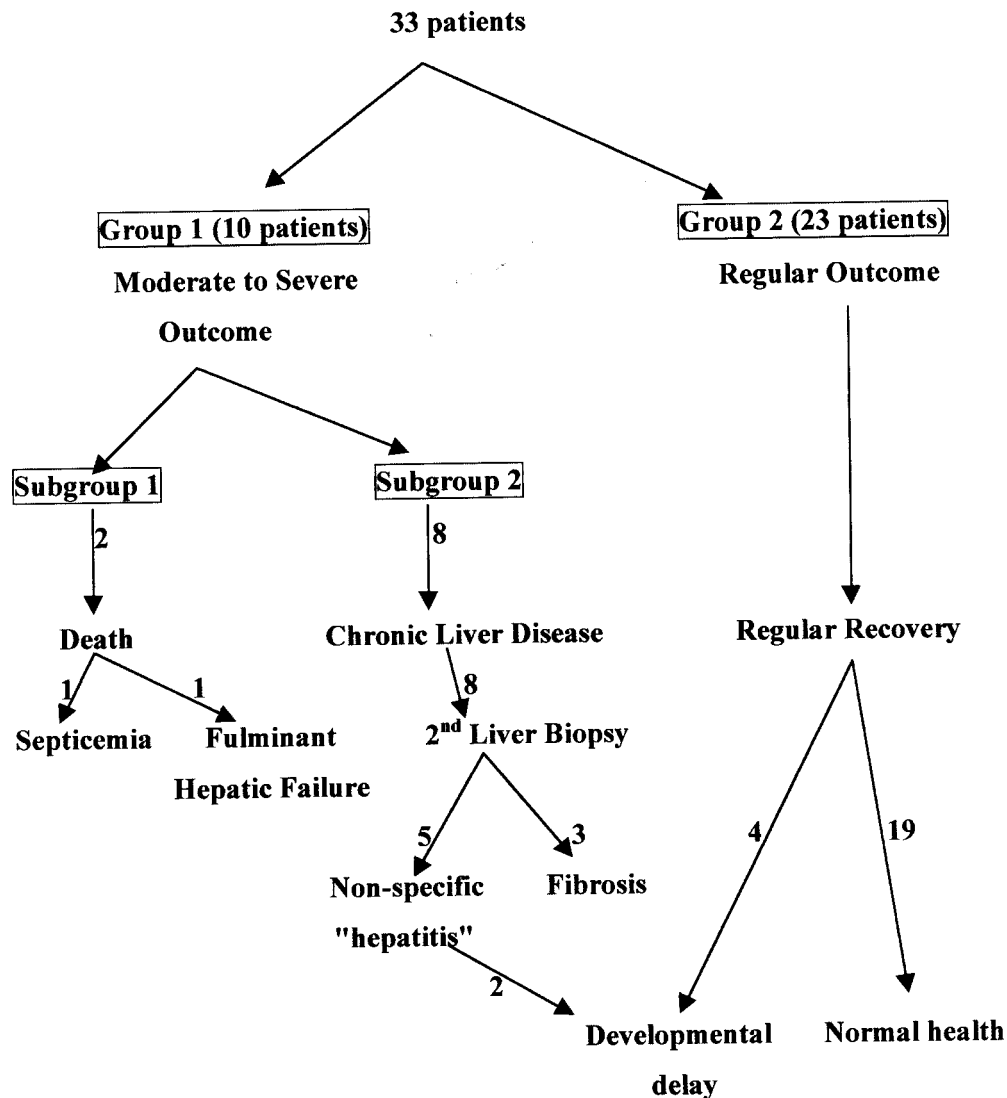 33 patients
Group 1 (10 patients)
Group 2 (23 patients)
Moderate to Severe
Outcome
Regular Outcome
Subgroup 1
Subgroup 2
2
8
Death
Chronic Liver Disease
Regular Recovery
1
1
8
Septicemia
Fulminant
Hepatic Failure
2nd Liver Biopsy
5
3
4
19
Non-specific
"hepatitis"
Fibrosis
2
Developmental
delay
Normal health